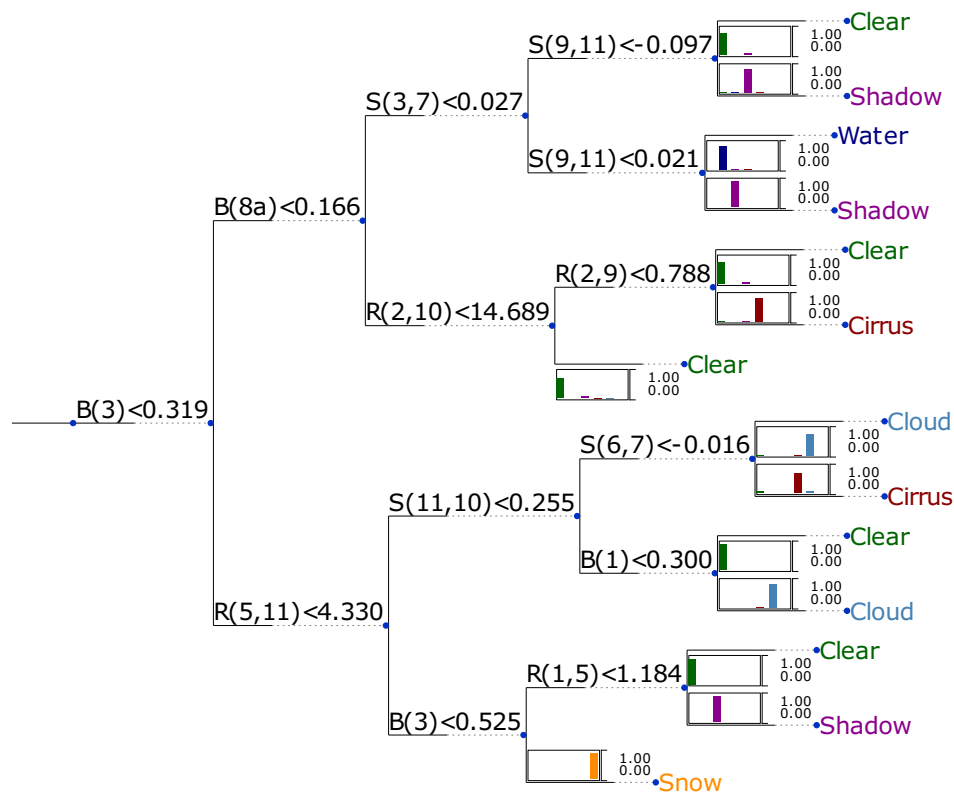 Clear
S(9,11)<-0.097
1.00
0.00
1.00
0.00
Shadow
S(3,7)<0.027
Water
S(9,11)<0.021
1.00
0.00
1.00
0.00
Shadow
B(8a)<0.166
Clear
R(2,9)<0.788
1.00
0.00
1.00
0.00
Cirrus
R(2,10)<14.689
Clear
1.00
0.00
B(3)<0.319
Cloud
S(6,7)<-0.016
1.00
0.00
1.00
0.00
Cirrus
S(11,10)<0.255
Clear
B(1)<0.300
1.00
0.00
1.00
0.00
Cloud
R(5,11)<4.330
Clear
R(1,5)<1.184
1.00
0.00
1.00
0.00
Shadow
B(3)<0.525
1.00
0.00
Snow